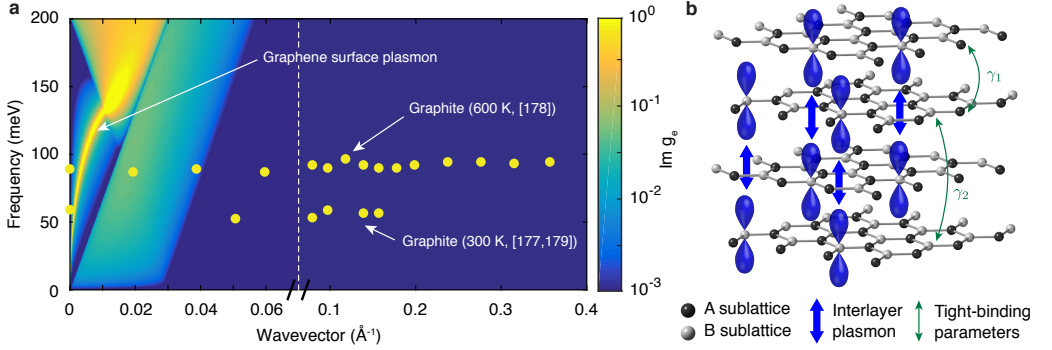 a
200
150
100
50
0
Frequency (meV)
Graphene surface plasmon
Graphite (600 K, [178])
Graphite (300 K, [177,179])
0
0.02
0.04
0.06
0.1
0.2
0.3
0.4
Wavevector (Å⁻¹)
10⁰
10⁻¹
10⁻²
10⁻³
Im gₑ
b
γ₁
γ₂
A sublattice
B sublattice
Interlayer
plasmon
Tight-binding
parameters